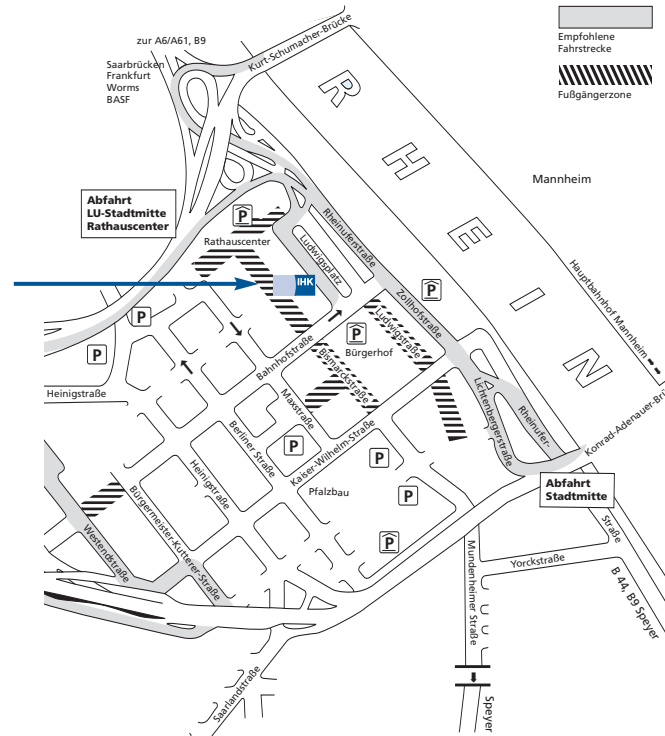 Empfohlene
Fahrstrecke
Fußgängerzone
zur A6/A61, B9
Saarbrücken
Frankfurt
Worms
BASF
Kurt-Schumacher-Brücke
RHEIN
Mannheim
Hauptbahnhof Mannheim
Abfahrt
LU-Stadtmitte
Rathauscenter
P
Rathauscenter
Ludwigsplatz
Rheinuferstraße
IHK
Zollhofstraße
P
P
P
P
Bürgerhof
Ludwigstraße
Bismarckstraße
Bahnhofstraße
Heinigstraße
Maxstraße
Berliner Straße
Kaiser-Wilhelm-Straße
Lichtenbergerstraße
Rheinufer-
Straße
Konrad-Adenauer-Brü
P
P
P
P
Pfalzbau
Heinigstraße
Abfahrt
Stadtmitte
Bürgermeister-Kutterer-Straße
Westendstraße
Mundenheimer Straße
Yorckstraße
B 44, B9 Speyer
Saarlandstraße
Speyer